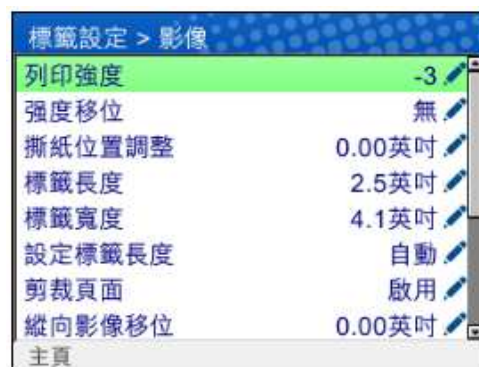 標籤設定 > 影像
列印強度 -3
强度移位 無
撕紙位置調整 0.00英吋
標籤長度 2.5英吋
標籤寬度 4.1英吋
設定標籤長度 自動
剪裁頁面 啟用
縱向影像移位 0.00英吋
主頁